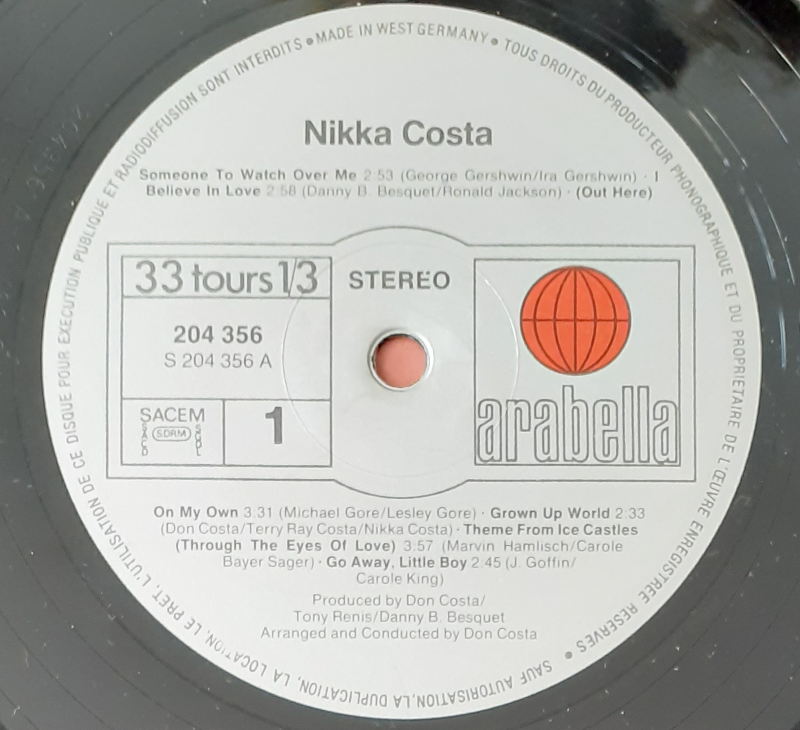 SAUF AUTORISATION, LA DUPLICATION, LA LOCATION, LE PRET, L'UTILISATION DE CE DISQUE POUR EXECUTION PUBLIQUE ET RADIODIFFUSION SONT INTERDITS • MADE IN WEST GERMANY • TOUS DROITS DU PRODUCTEUR PHONOGRAPHIQUE ET DU PROPRIETAIRE DE L'ŒUVRE ENREGISTREE RESERVES •
Nikka Costa
Someone To Watch Over Me 2 53 (George Gershwin/Ira Gershwin) · I
Believe In Love 2 58 (Danny B. Besquet/Ronald Jackson) · (Out Here)
33 tours 1/3
STEREO
204 356
S 204 356 A
SACEM
SACD
SDRM
SGDL
1
arabella
On My Own 3.31 (Michael Gore/Lesley Gore) · Grown Up World 2:33
(Don Costa/Terry Ray Costa/Nikka Costa) · Theme From Ice Castles
(Through The Eyes Of Love) 3.57 (Marvin Hamlisch/Carole
Bayer Sager) · Go Away, Little Boy 2.45 (J. Goffin/
Carole King)
Produced by Don Costa/
Tony Renis/Danny B. Besquet
Arranged and Conducted by Don Costa